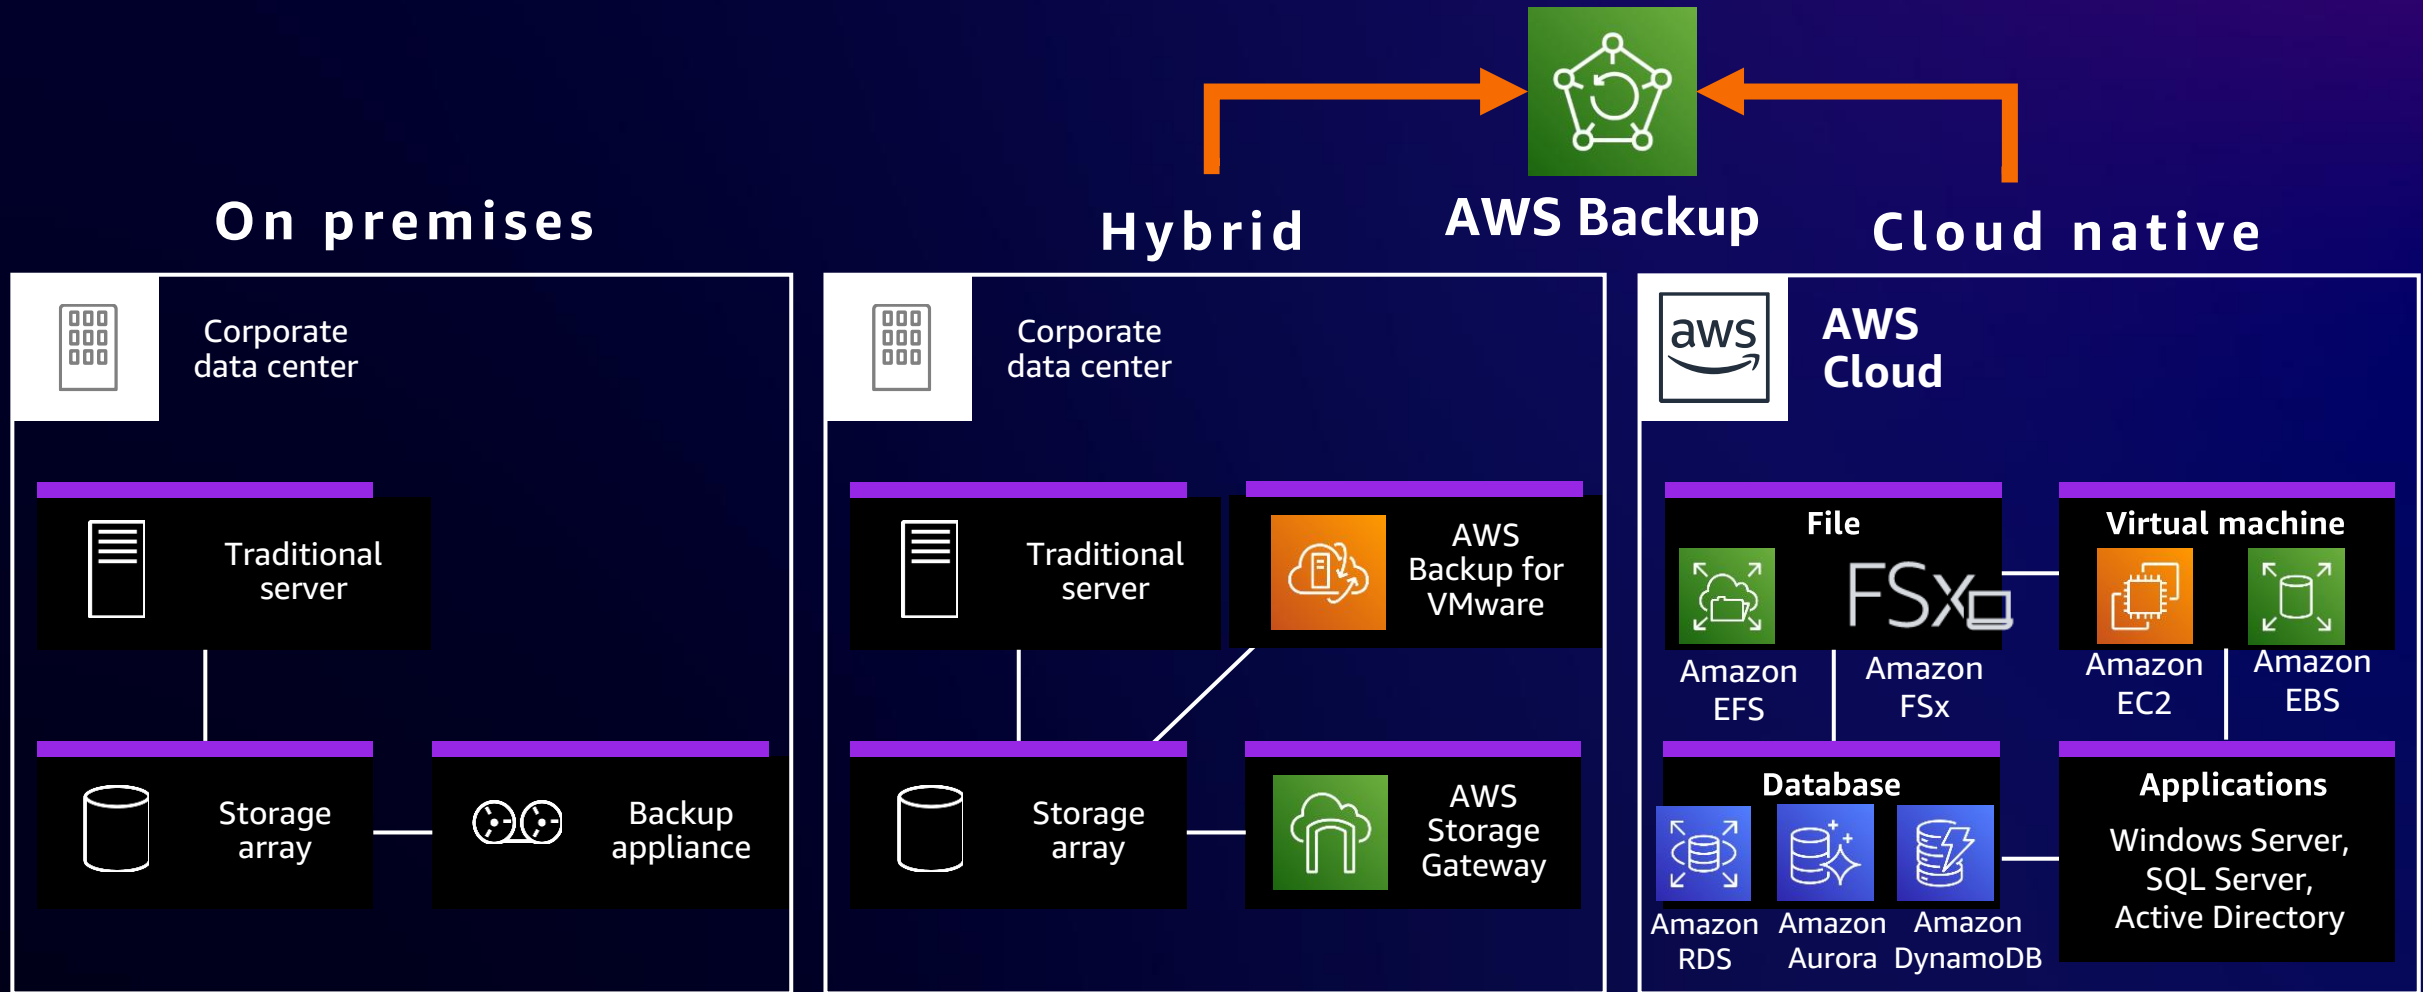 AWS Backup
On premises
Hybrid
Cloud native
Corporate
data center
Traditional
server
Storage
array
Backup
appliance
Corporate
data center
Traditional
server
AWS
Backup for
VMware
Storage
array
AWS
Storage
Gateway
aws
AWS
Cloud
File
FSx
Amazon
EFS
Amazon
FSx
Virtual machine
Amazon
EC2
Amazon
EBS
Database
Amazon
RDS
Amazon
Aurora
Amazon
DynamoDB
Applications
Windows Server,
SQL Server,
Active Directory